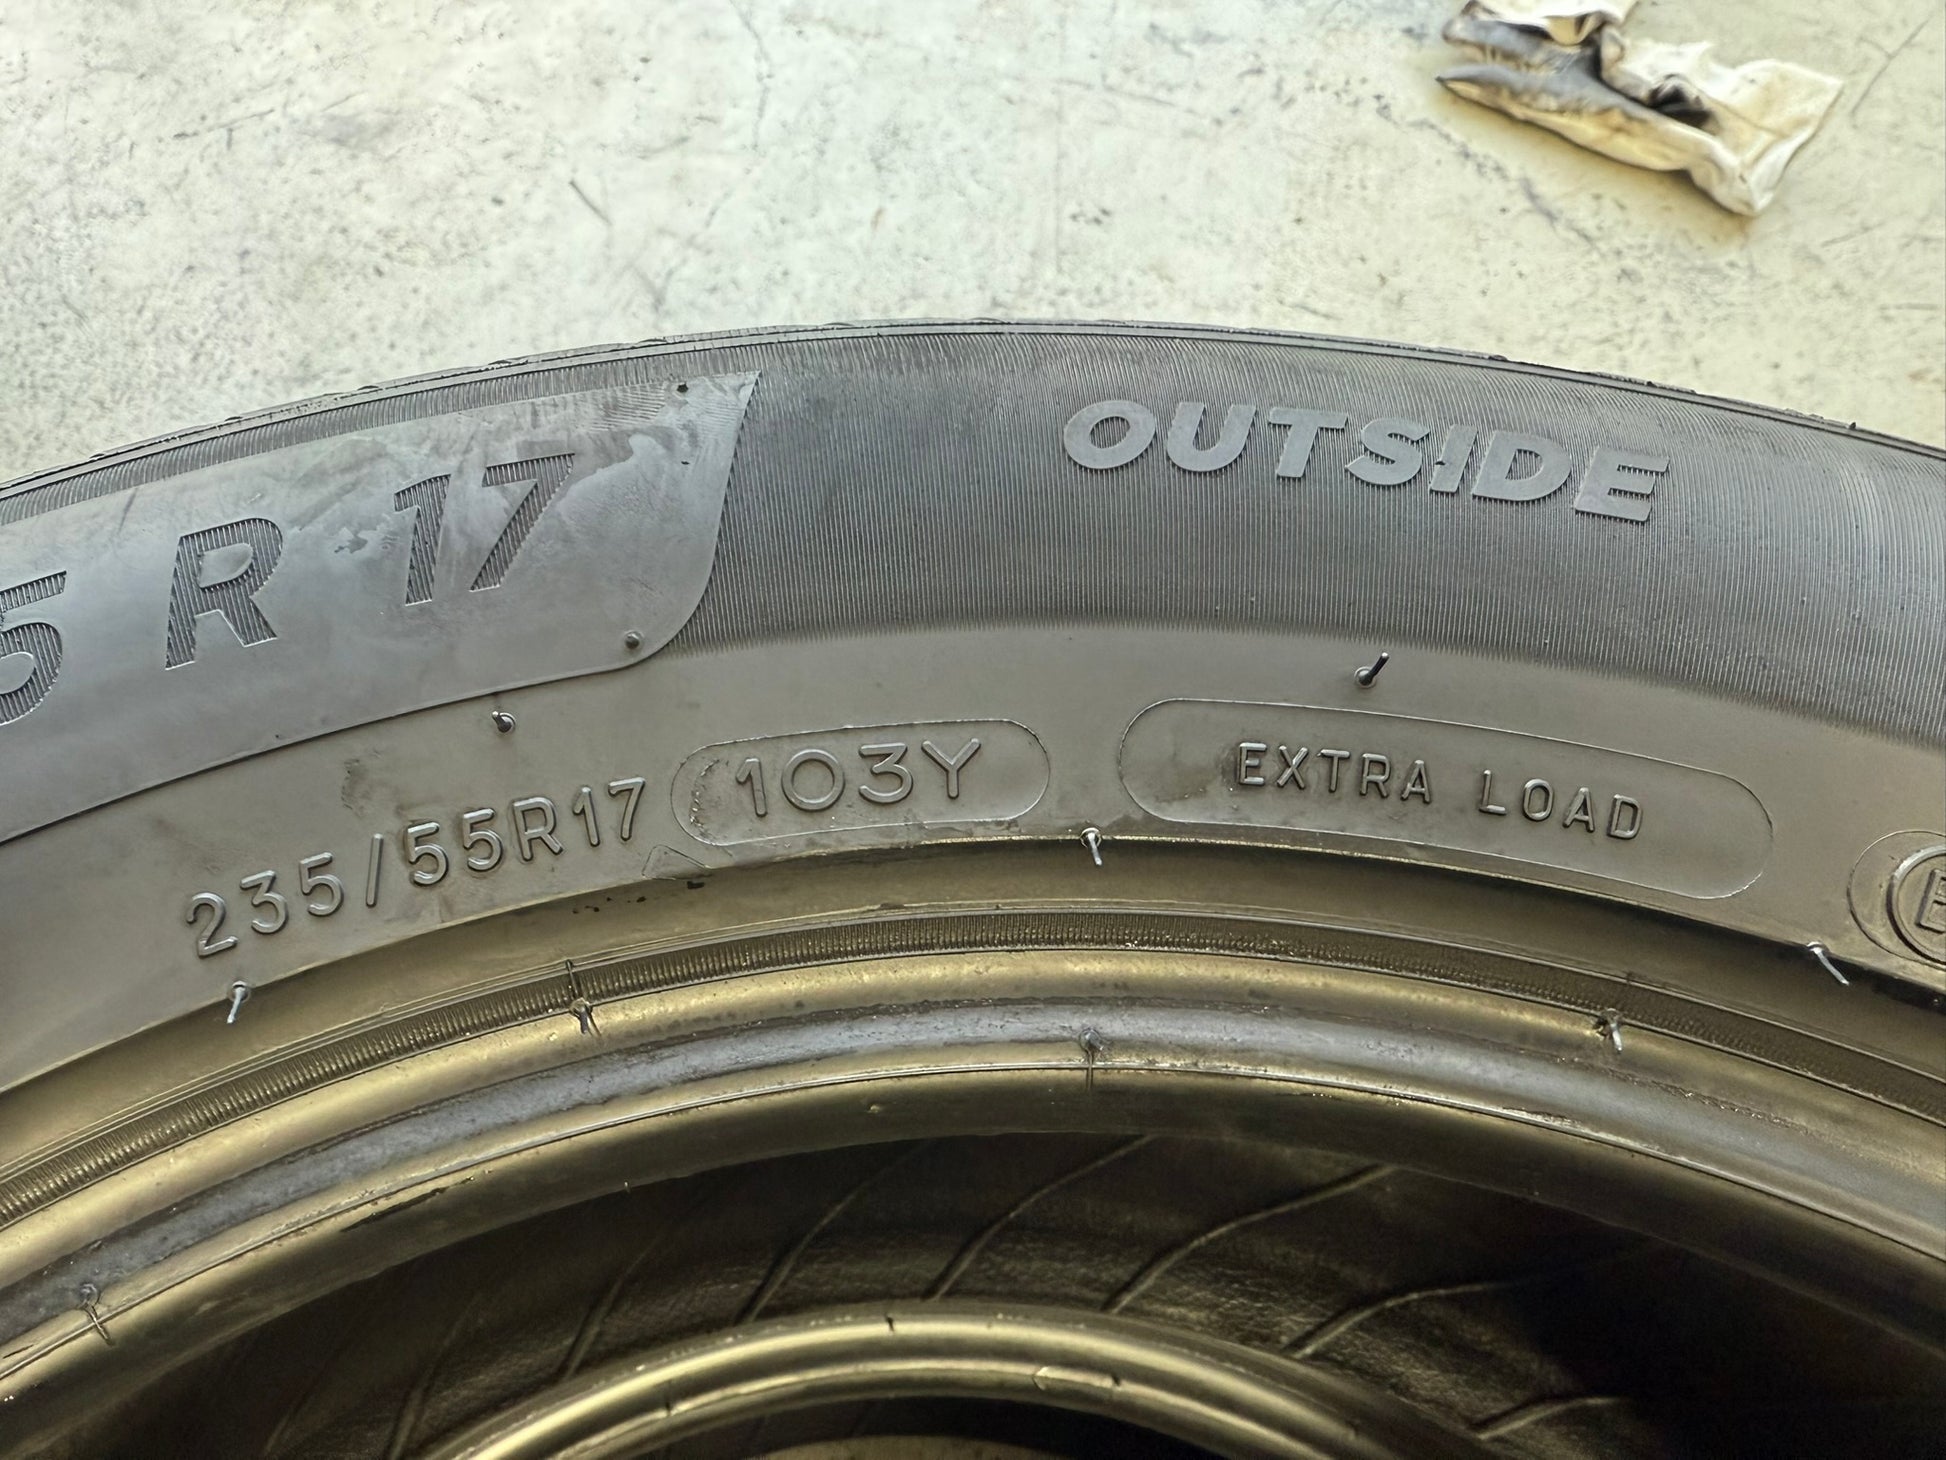 5 R 17
OUTSIDE
235/55R17 103Y
EXTRA LOAD
E